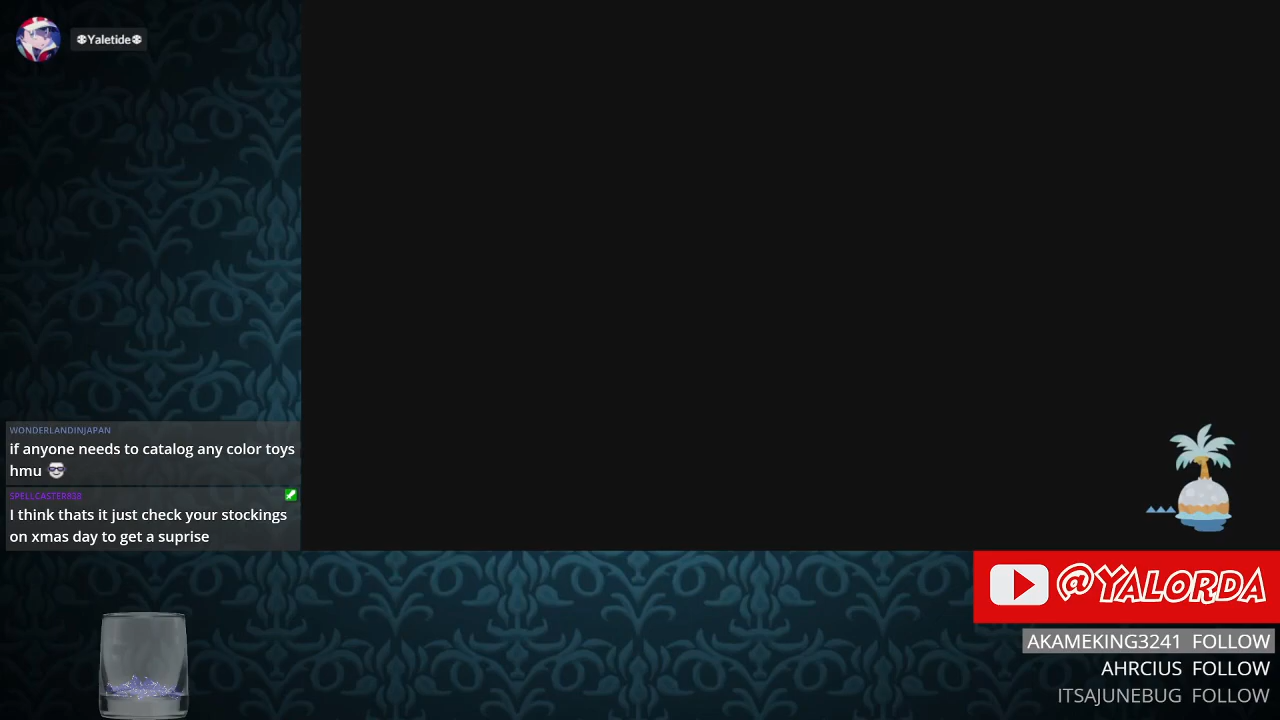 Yaletide
WONDERLANDINJAPAN
if anyone needs to catalog any color toys
hmu 😎
SPELLCASTER838
I think thats it just check your stockings
on xmas day to get a suprise
@YALORDA
AKAMEKING3241 FOLLOW
AHRCIUS FOLLOW
ITSAJUNEBUG FOLLOW